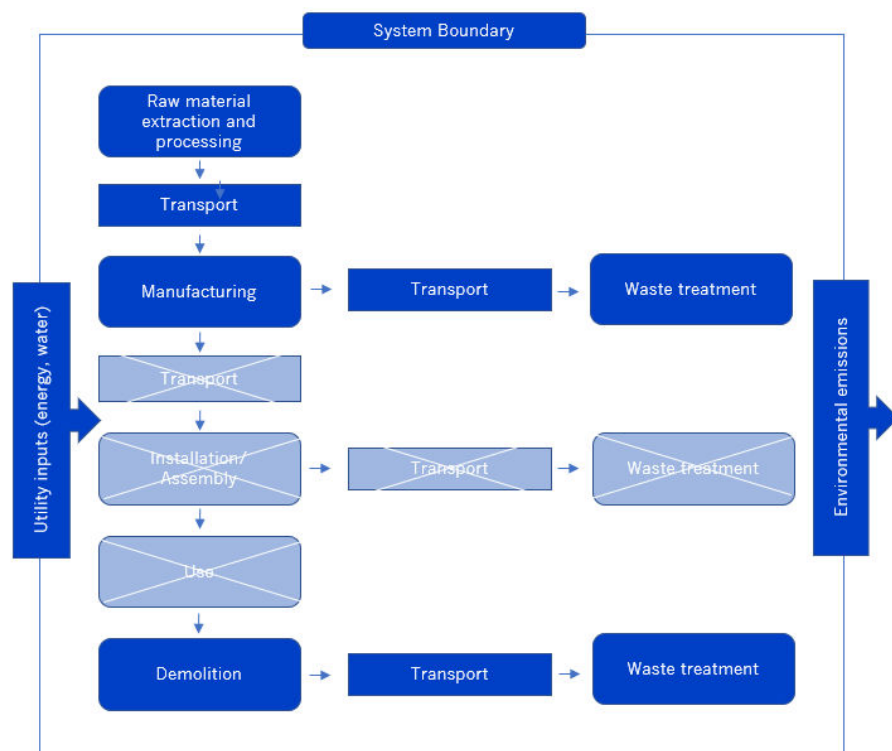 System Boundary
Raw material
extraction and
processing
Transport
Manufacturing
Transport
Waste treatment
Transport
Installation/
Assembly
Transport
Waste treatment
Use
Demolition
Transport
Waste treatment
Utility inputs (energy, water)
Environmental emissions